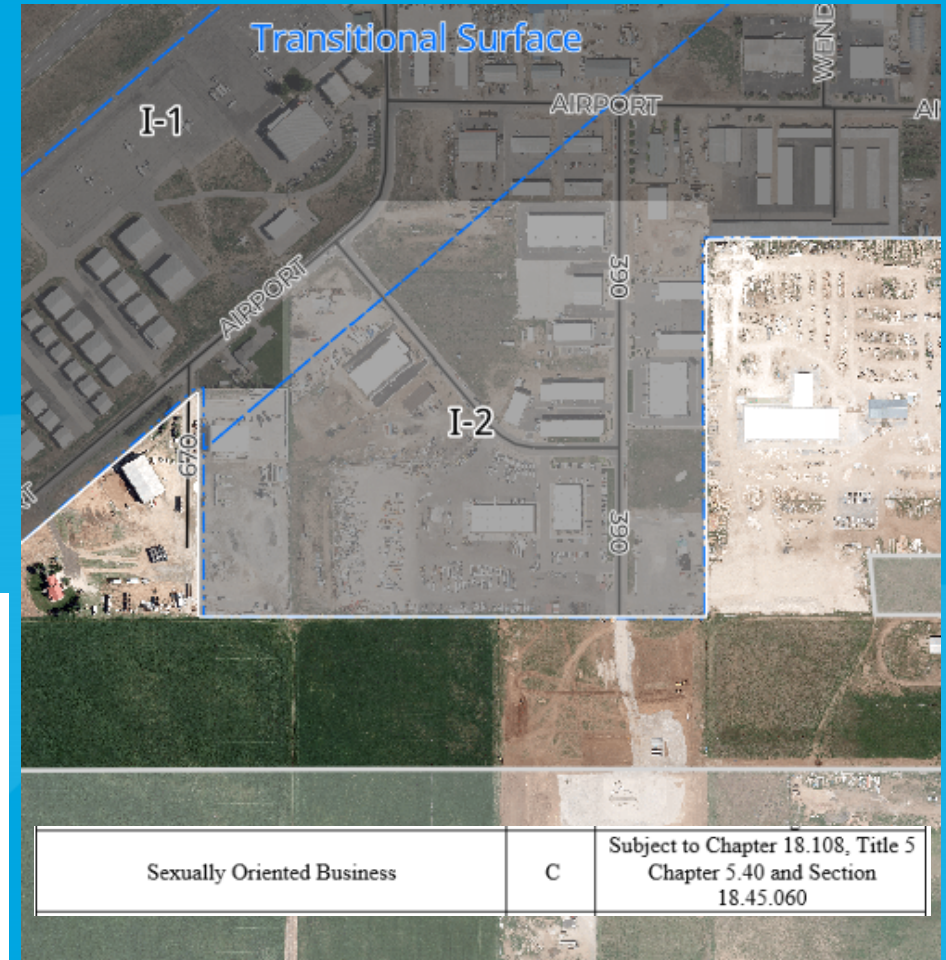 Transitional Surface
WEND
I-1
AIRPORT
AI
390
AIRPORT
I-2
670
390
Sexually Oriented Business
C
Subject to Chapter 18.108, Title 5
Chapter 5.40 and Section
18.45.060